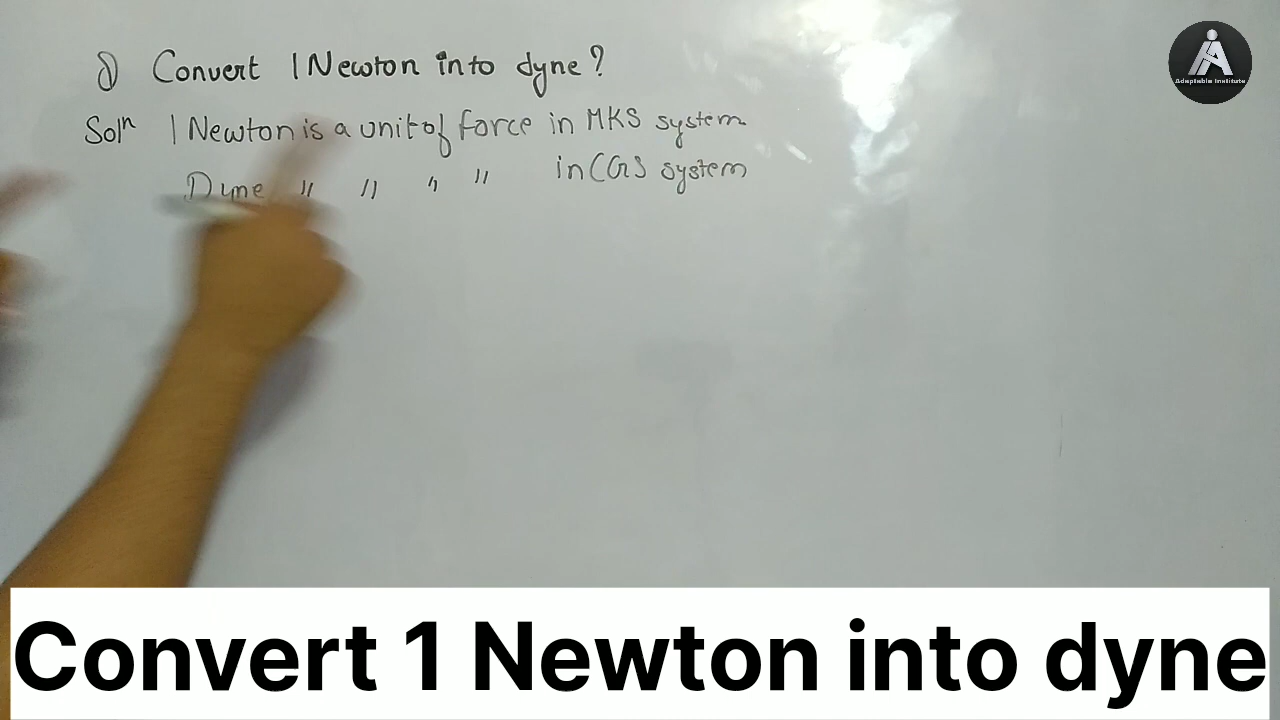 1) Convert 1 Newton into dyne?
Solⁿ 1 Newton is a unit of force in MKS system
Dyne " " " " in CGS system
Adaptable Institute
Convert 1 Newton into dyne